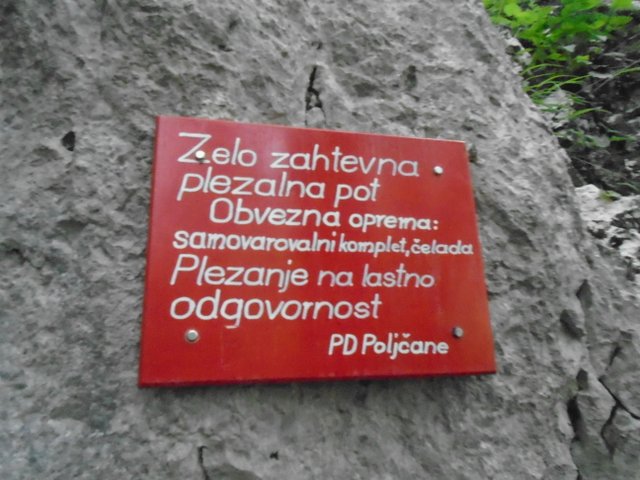 Zelo zahtevna
plezalna pot
Obvezna oprema:
samovarovalni komplet, čelada
Plezanje na lastno
odgovornost
PD Poljčane